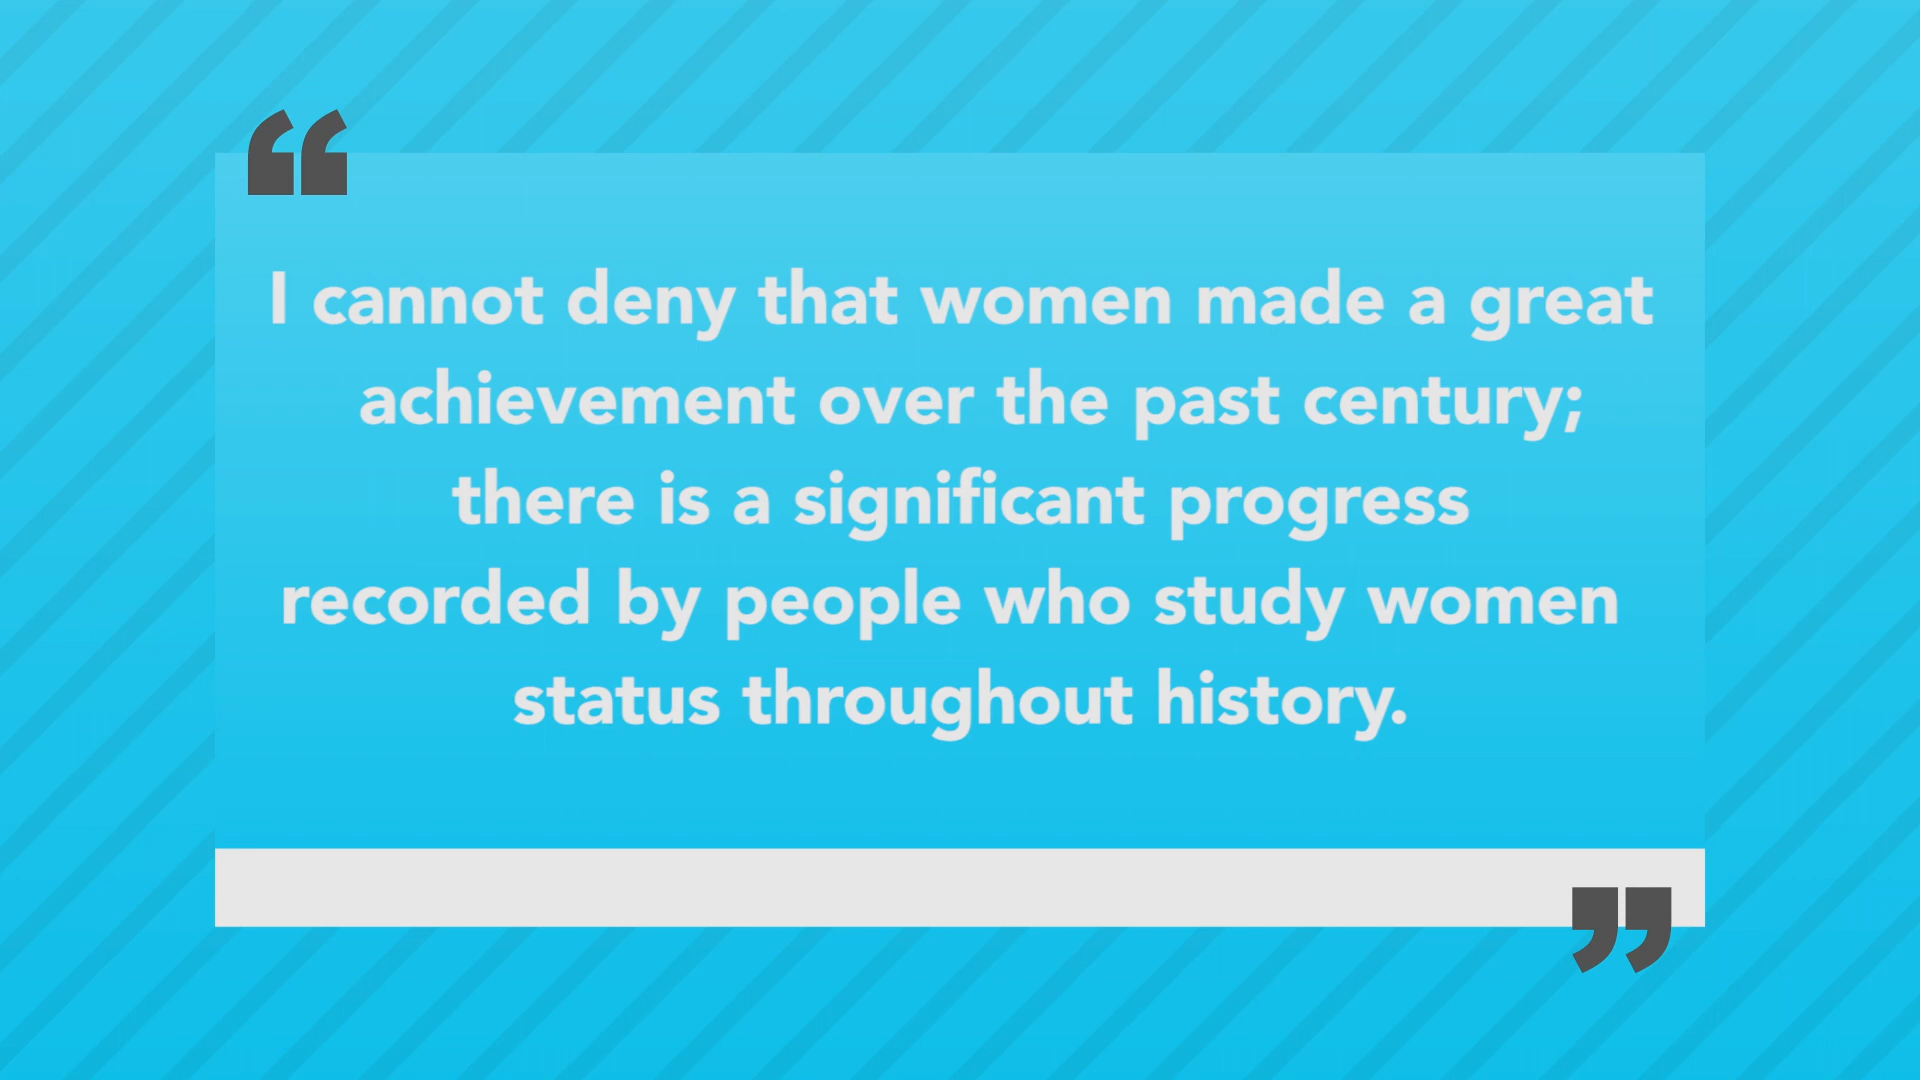 “
I cannot deny that women made a great
achievement over the past century;
there is a significant progress
recorded by people who study women
status throughout history.
”